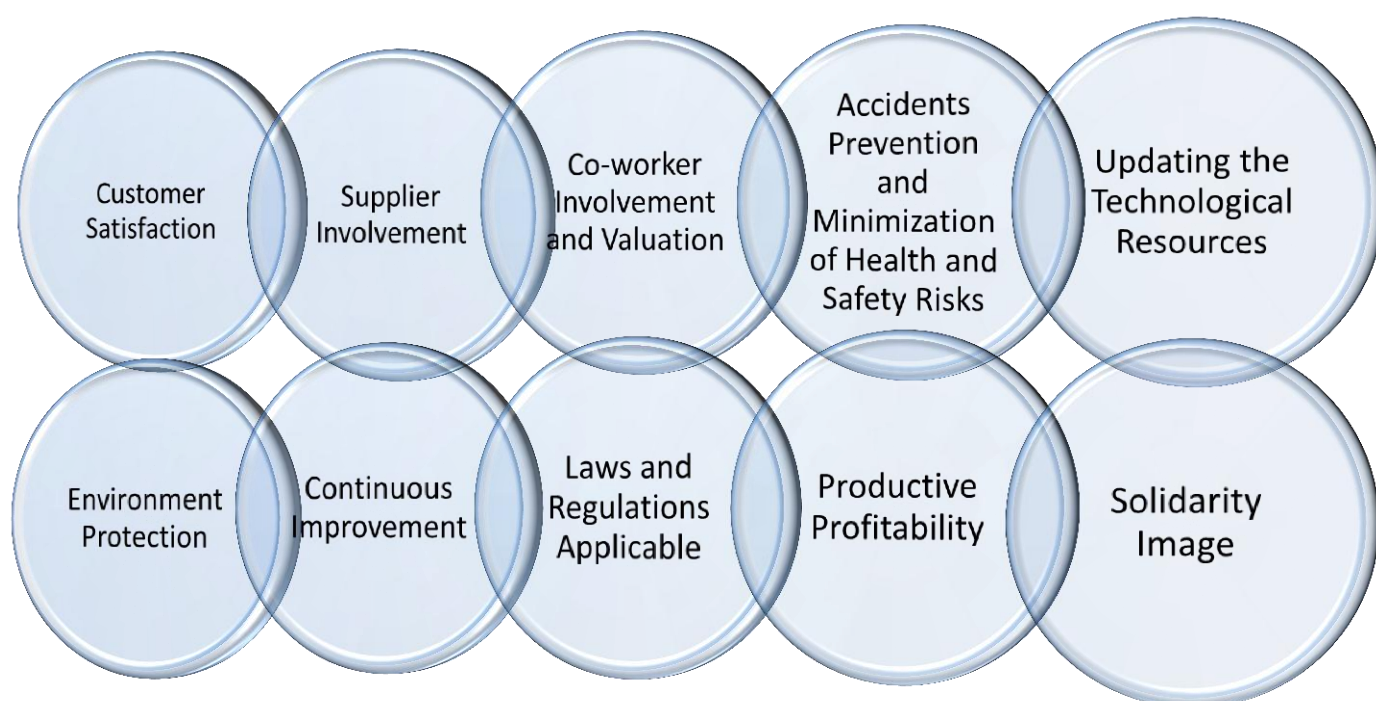 Customer
Satisfaction
Supplier
Involvement
Co-worker
Involvement
and Valuation
Accidents
Prevention
and
Minimization
of Health and
Safety Risks
Updating the
Technological
Resources
Environment
Protection
Continuous
Improvement
Laws and
Regulations
Applicable
Productive
Profitability
Solidarity
Image